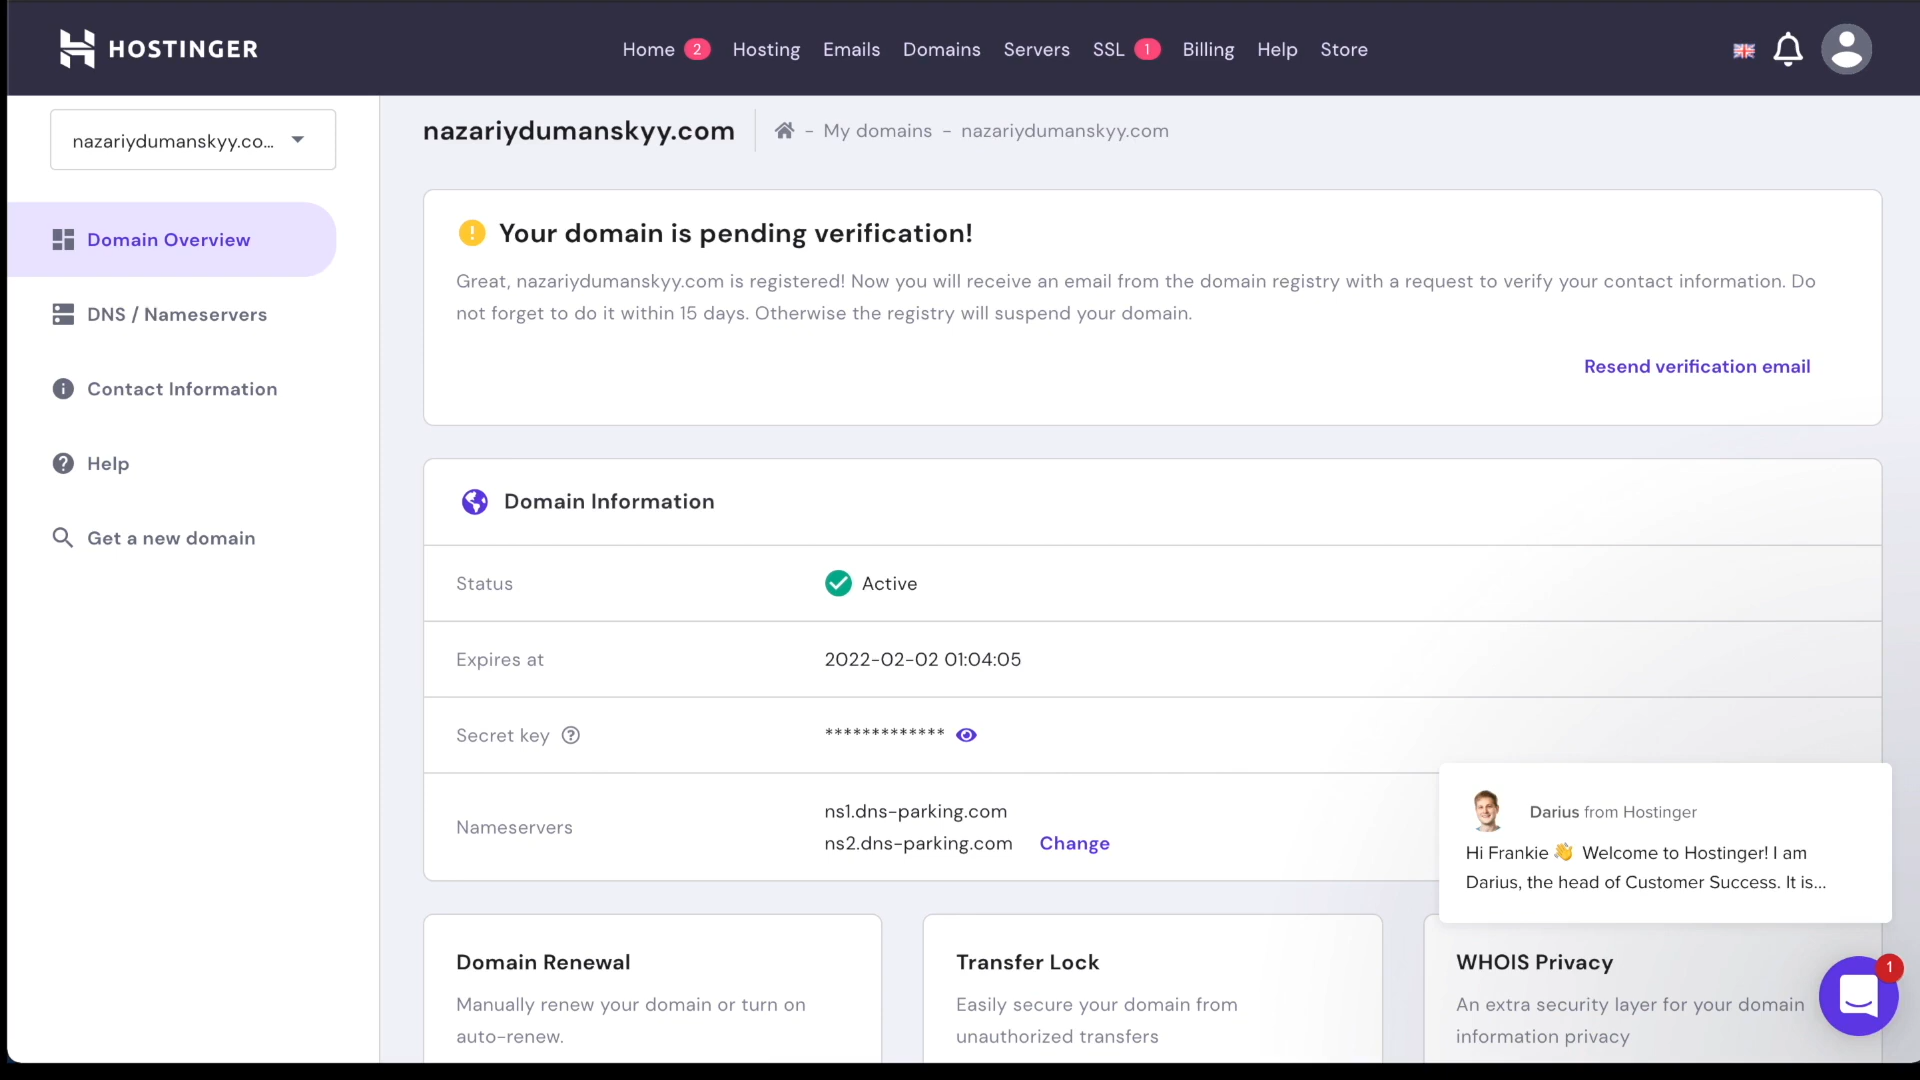 HOSTINGER
Home 2 Hosting Emails Domains Servers SSL 1 Billing Help Store
nazariydumanskyy.co...
Domain Overview
DNS / Nameservers
Contact Information
Help
Get a new domain
nazariydumanskyy.com - My domains - nazariydumanskyy.com
Your domain is pending verification!
Great, nazariydumanskyy.com is registered! Now you will receive an email from the domain registry with a request to verify your contact information. Do
not forget to do it within 15 days. Otherwise the registry will suspend your domain.
Resend verification email
Domain Information
Status Active
Expires at 2022-02-02 01:04:05
Secret key *************
Nameservers
ns1.dns-parking.com
ns2.dns-parking.com Change
Domain Renewal
Manually renew your domain or turn on
auto-renew.
Transfer Lock
Easily secure your domain from
unauthorized transfers
WHOIS Privacy
An extra security layer for your domain
information privacy
Darius from Hostinger
Hi Frankie 👋 Welcome to Hostinger! I am
Darius, the head of Customer Success. It is...
1